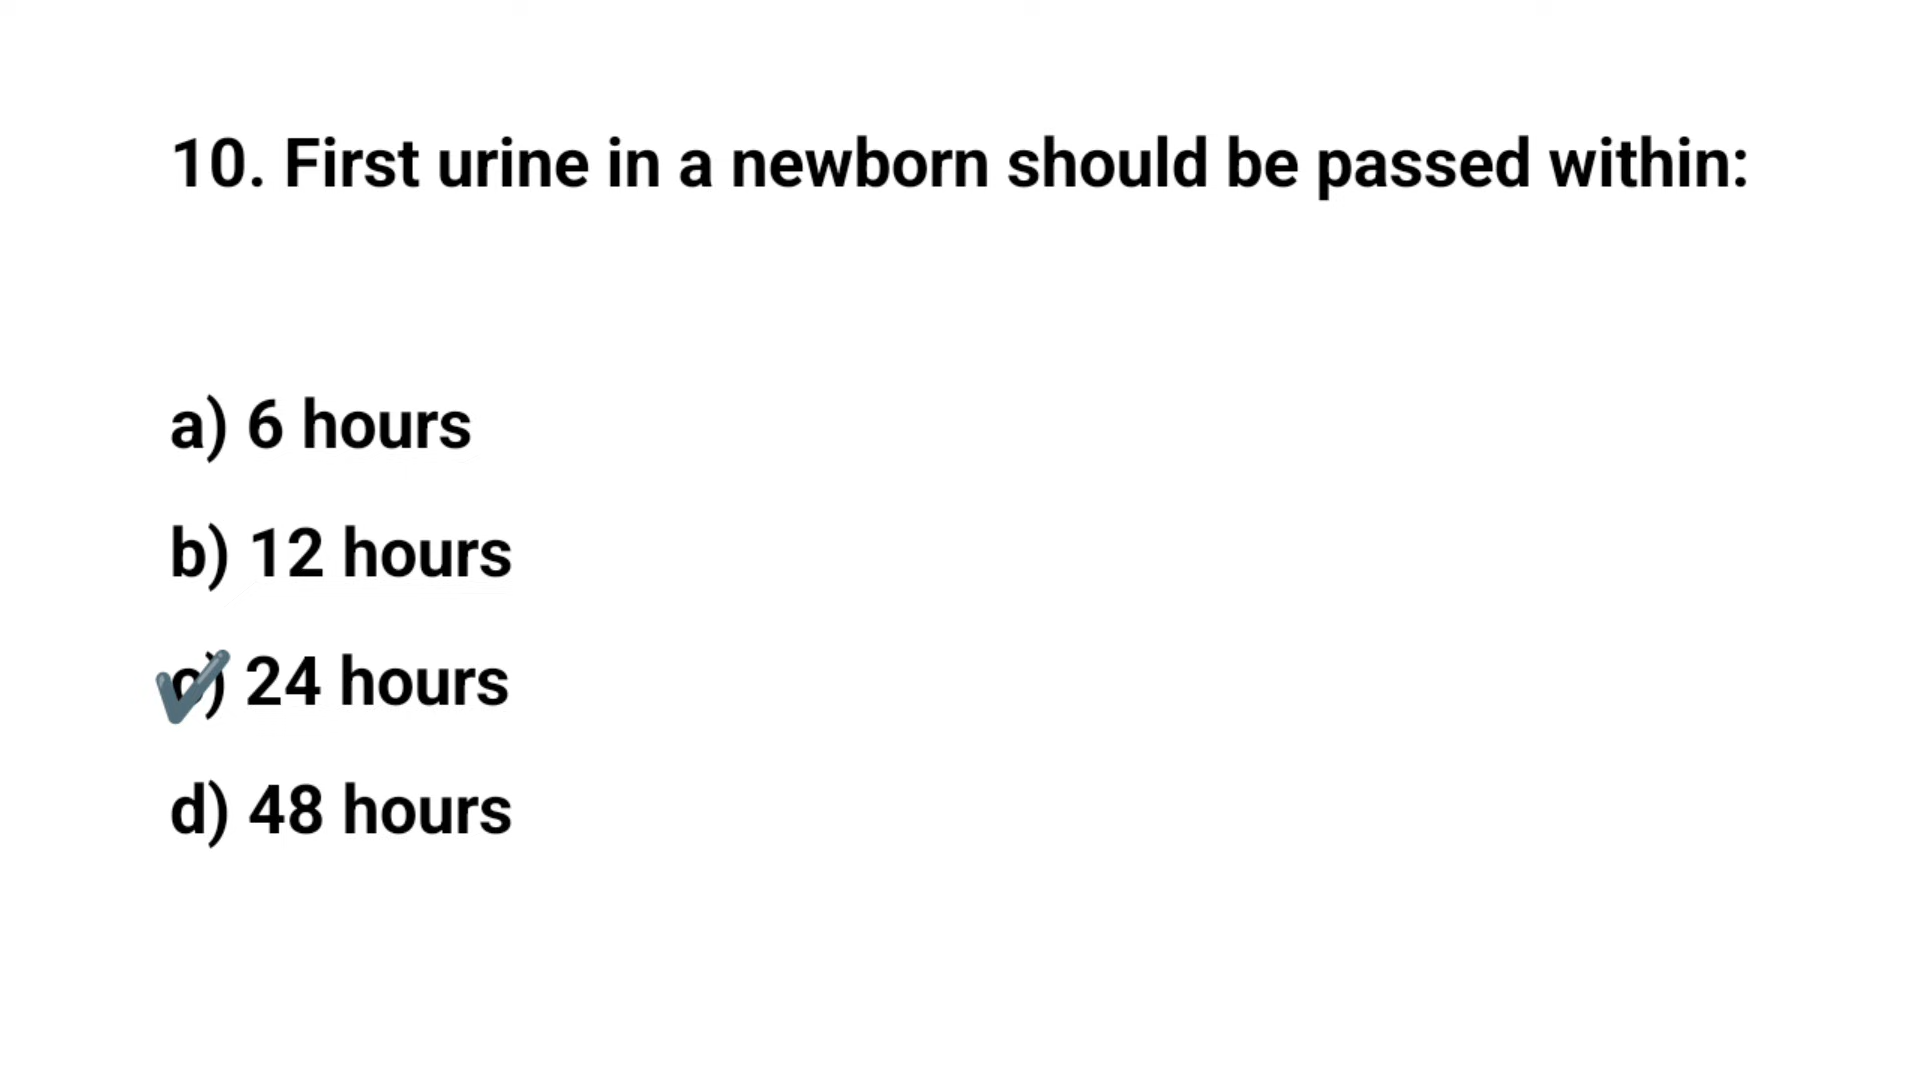 10. First urine in a newborn should be passed within:
a) 6 hours
b) 12 hours
c) 24 hours
d) 48 hours